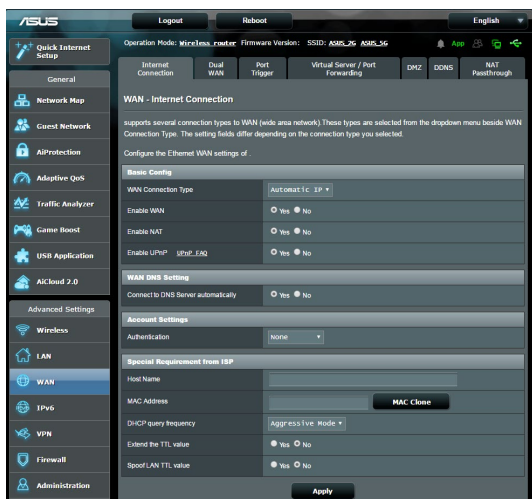 ASUS
Logout
Reboot
English
Quick Internet
Setup
Operation Mode: Wireless router Firmware Version: SSID: ASUS_2G ASUS_5G
App
General
Network Map
Guest Network
AiProtection
Adaptive QoS
Traffic Analyzer
Game Boost
USB Application
AiCloud 2.0
Advanced Settings
Wireless
LAN
WAN
IPv6
VPN
Firewall
Administration
Internet
Connection
Dual
WAN
Port
Trigger
Virtual Server / Port
Forwarding
DMZ
DDNS
NAT
Passthrough
WAN - Internet Connection
supports several connection types to WAN (wide area network).These types are selected from the dropdown menu beside WAN
Connection Type. The setting fields differ depending on the connection type you selected.
Configure the Ethernet WAN settings of .
Basic Config
WAN Connection Type Automatic IP
Enable WAN Yes No
Enable NAT Yes No
Enable UPnP UPnP FAQ Yes No
WAN DNS Setting
Connect to DNS Server automatically Yes No
Account Settings
Authentication None
Special Requirement from ISP
Host Name
MAC Address MAC Clone
DHCP query frequency Aggressive Mode
Extend the TTL value Yes No
Spoof LAN TTL value Yes No
Apply